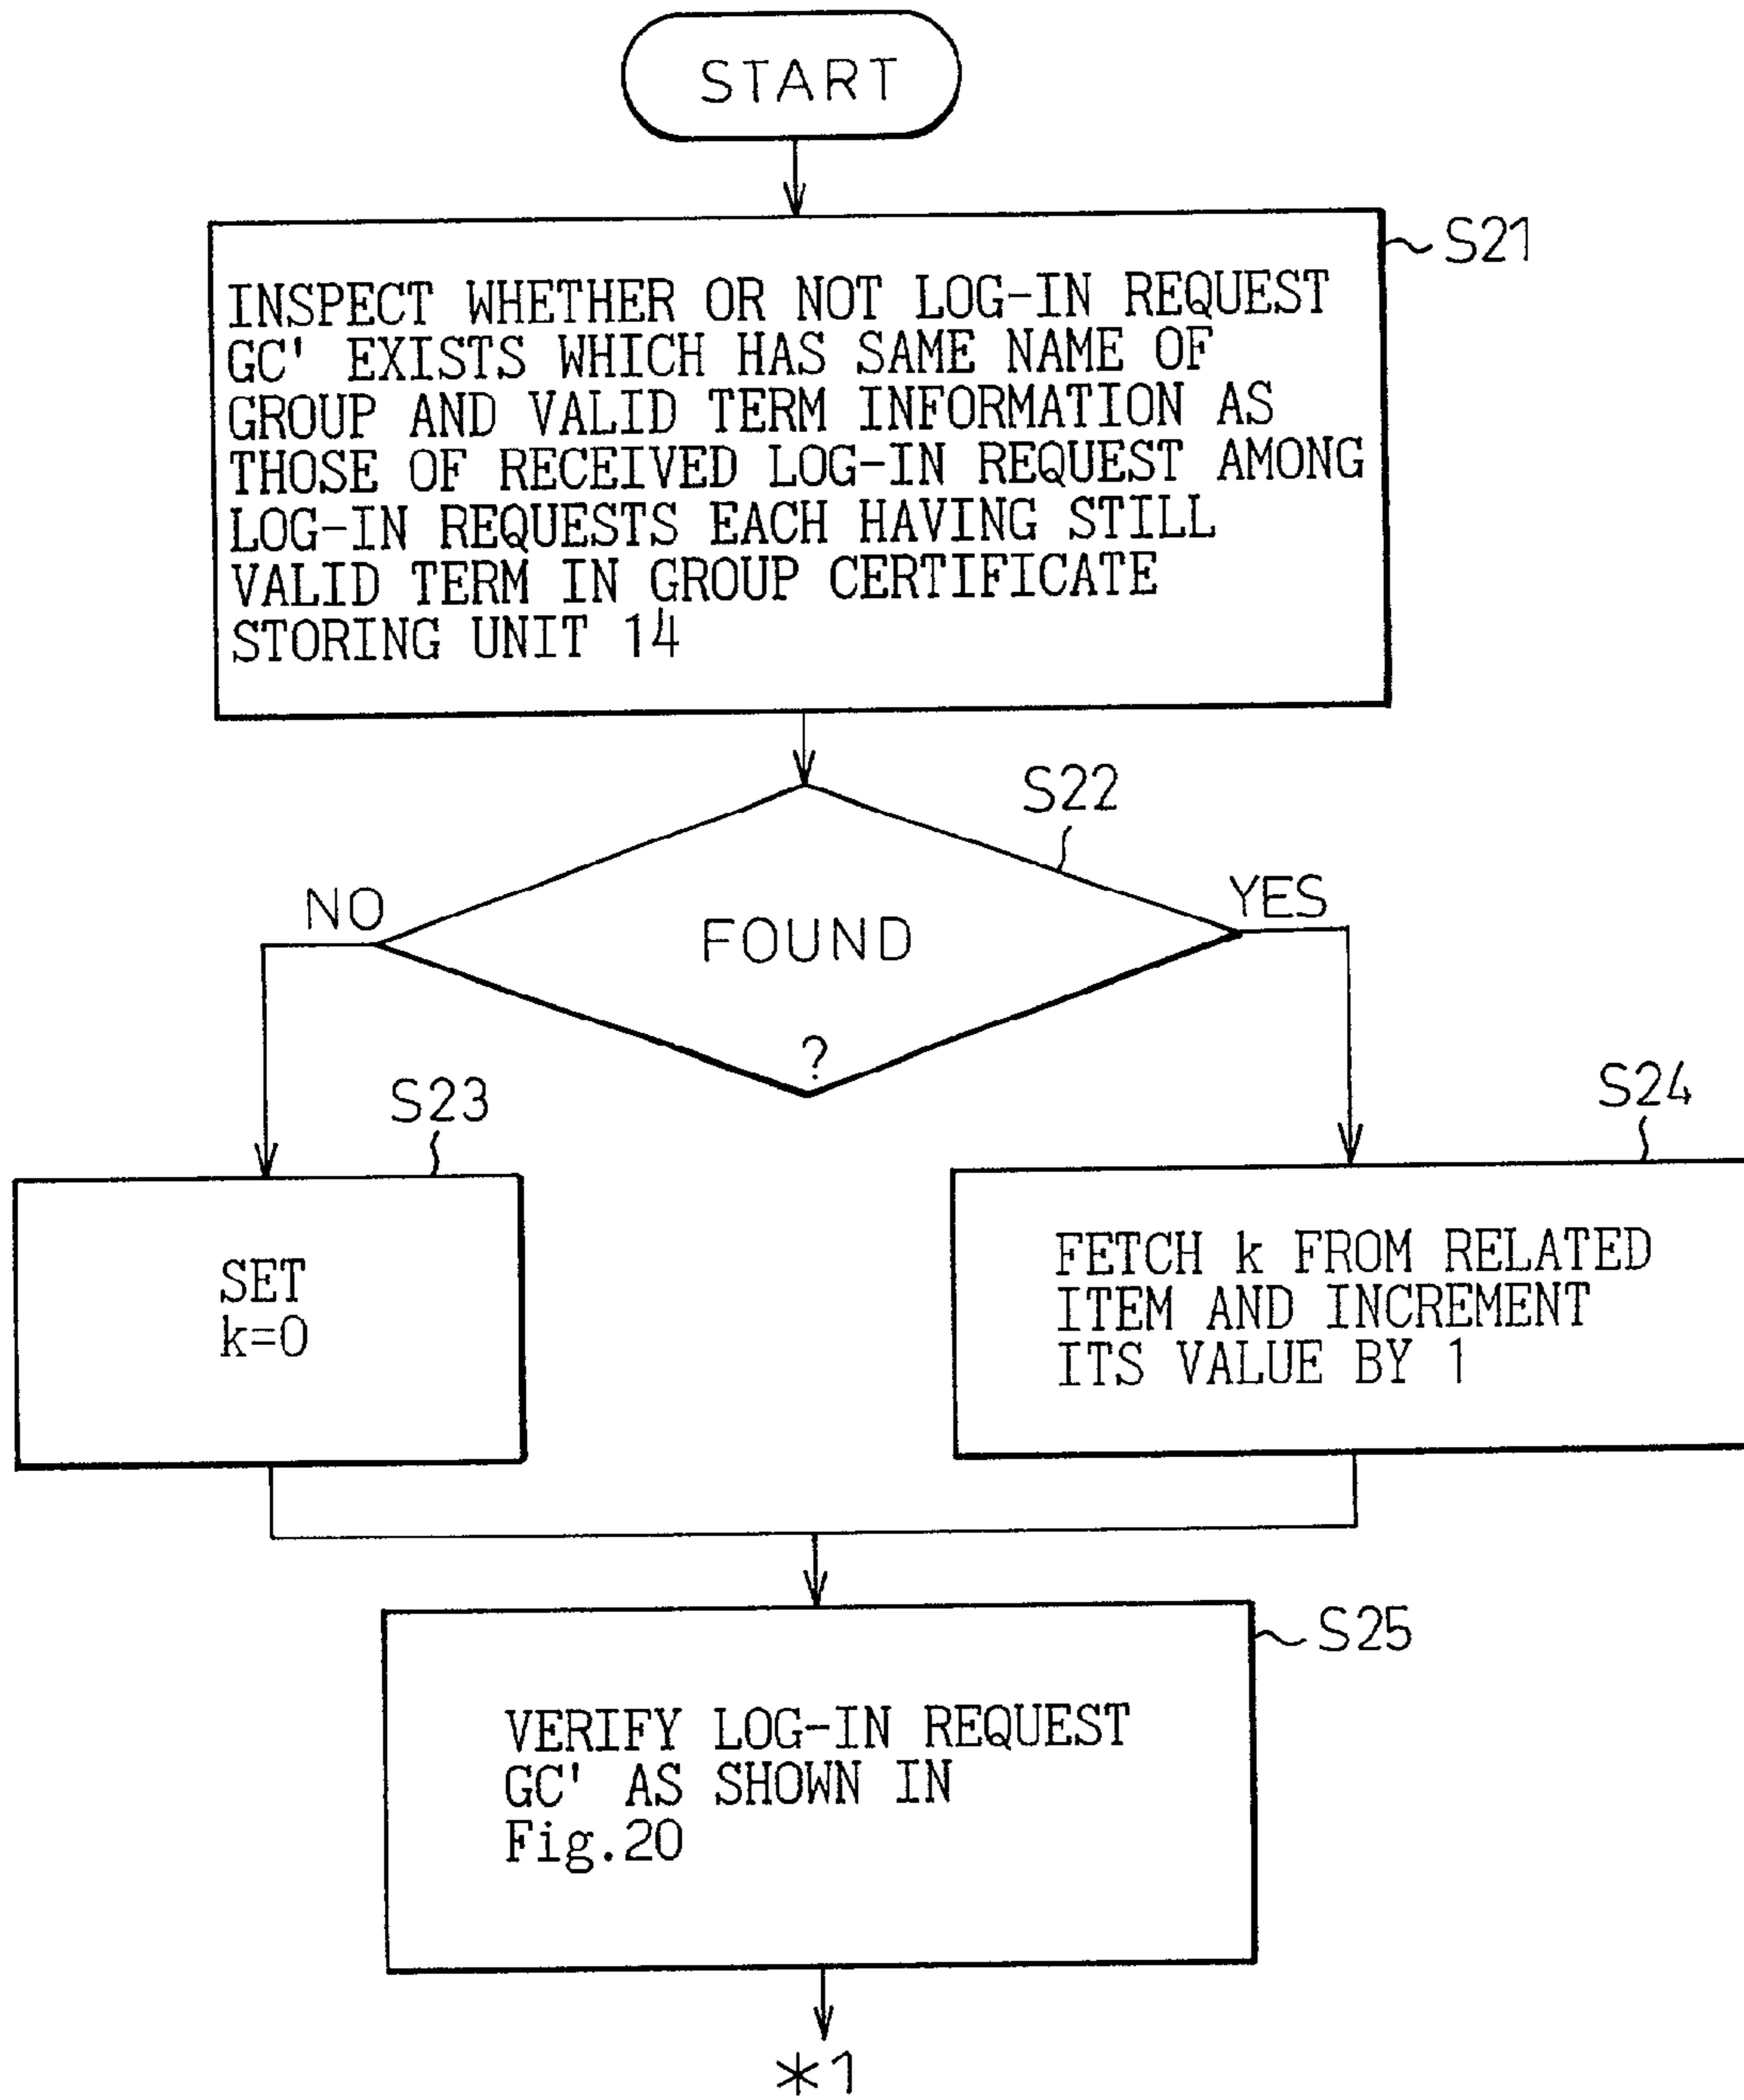 START
S21
INSPECT WHETHER OR NOT LOG-IN REQUEST
GC' EXISTS WHICH HAS SAME NAME OF
GROUP AND VALID TERM INFORMATION AS
THOSE OF RECEIVED LOG-IN REQUEST AMONG
LOG-IN REQUESTS EACH HAVING STILL
VALID TERM IN GROUP CERTIFICATE
STORING UNIT 14
S22
NO
YES
FOUND
?
S23
S24
SET
k=0
FETCH k FROM RELATED
ITEM AND INCREMENT
ITS VALUE BY 1
S25
VERIFY LOG-IN REQUEST
GC' AS SHOWN IN
Fig.20
*1